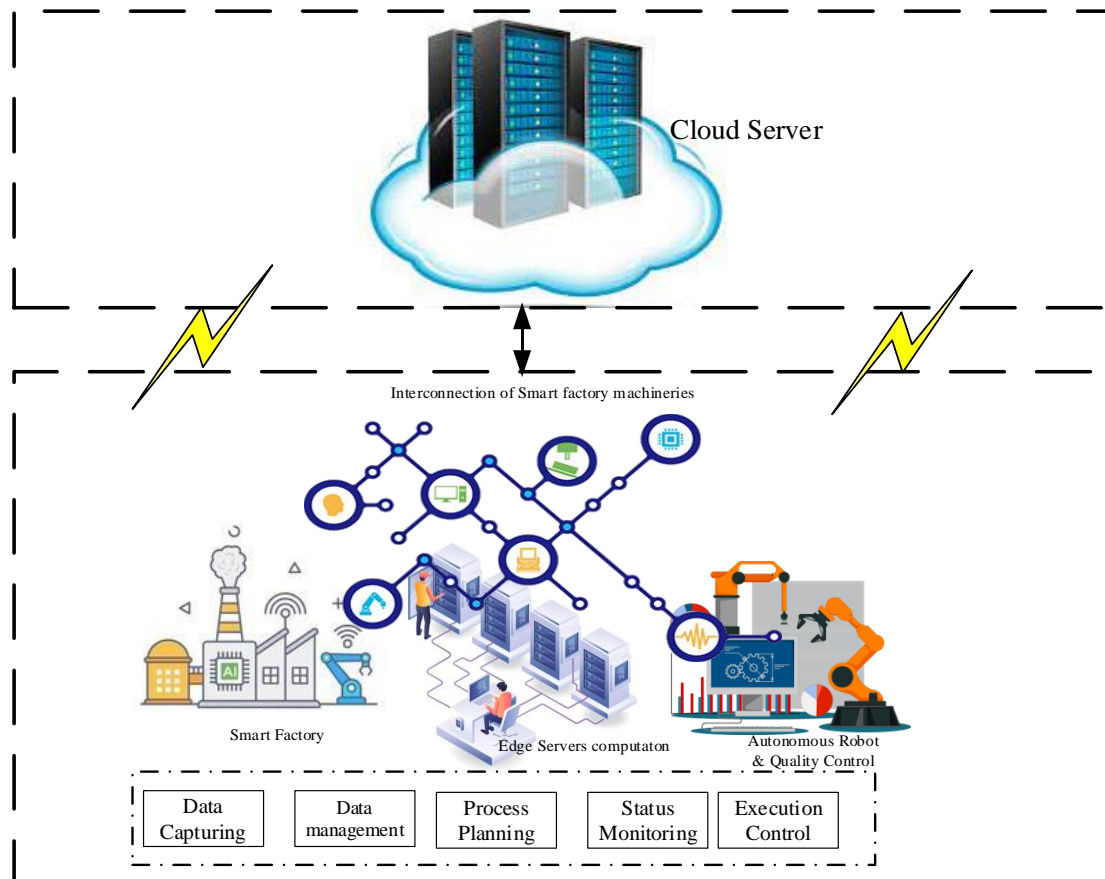 Cloud Server
Interconnection of Smart factory machineries
AI
Smart Factory
Edge Servers computaton
Autonomous Robot
& Quality Control
Data
Capturing
Data
management
Process
Planning
Status
Monitoring
Execution
Control